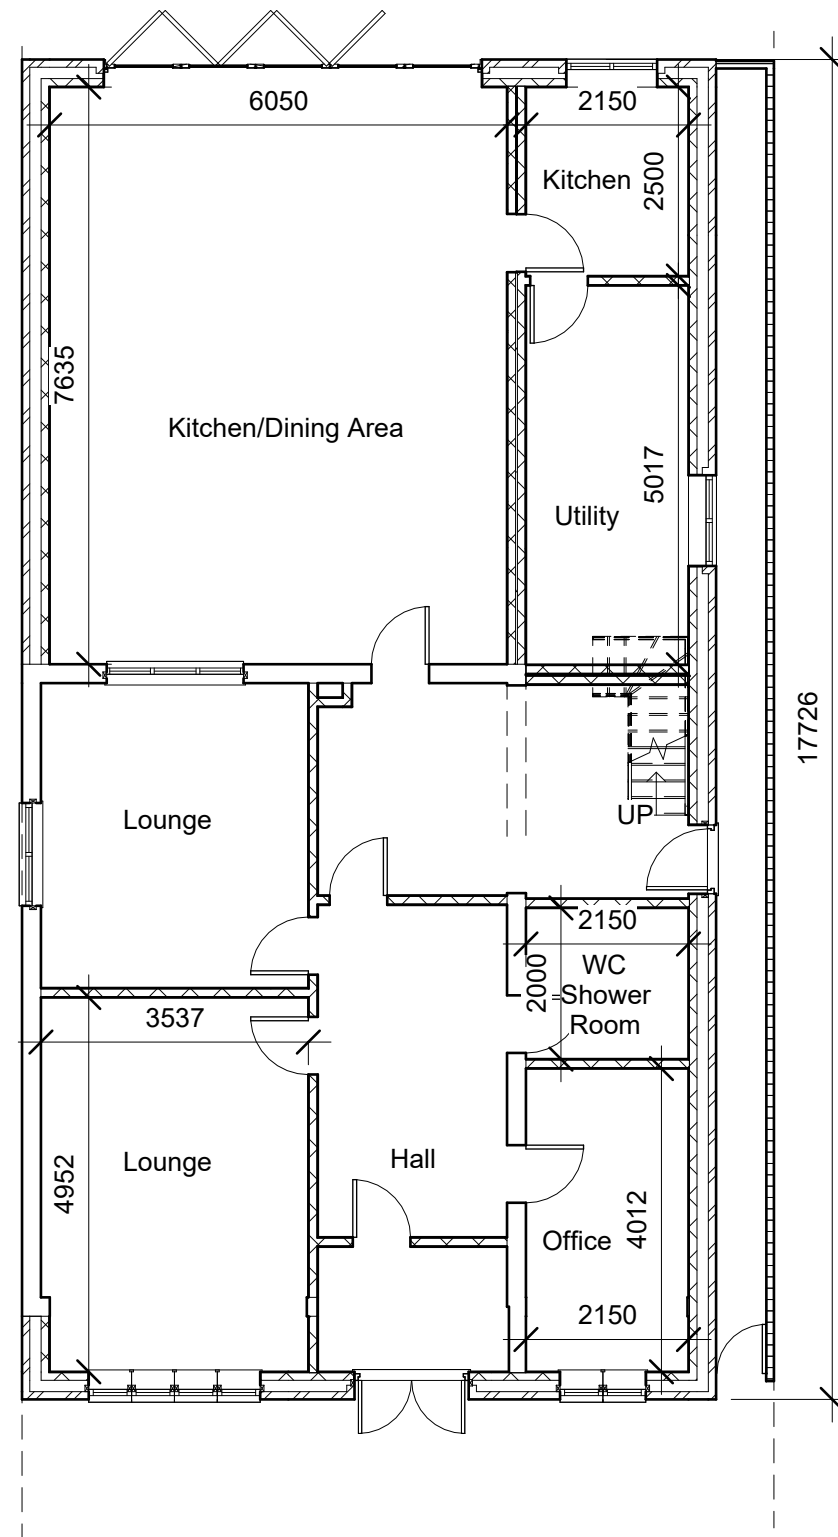 6050
2150
Kitchen
2500
7635
Kitchen/Dining Area
5017
Utility
17726
Lounge
UP
2150
2000
WC
Shower
Room
3537
Lounge
4952
Hall
4012
Office
2150